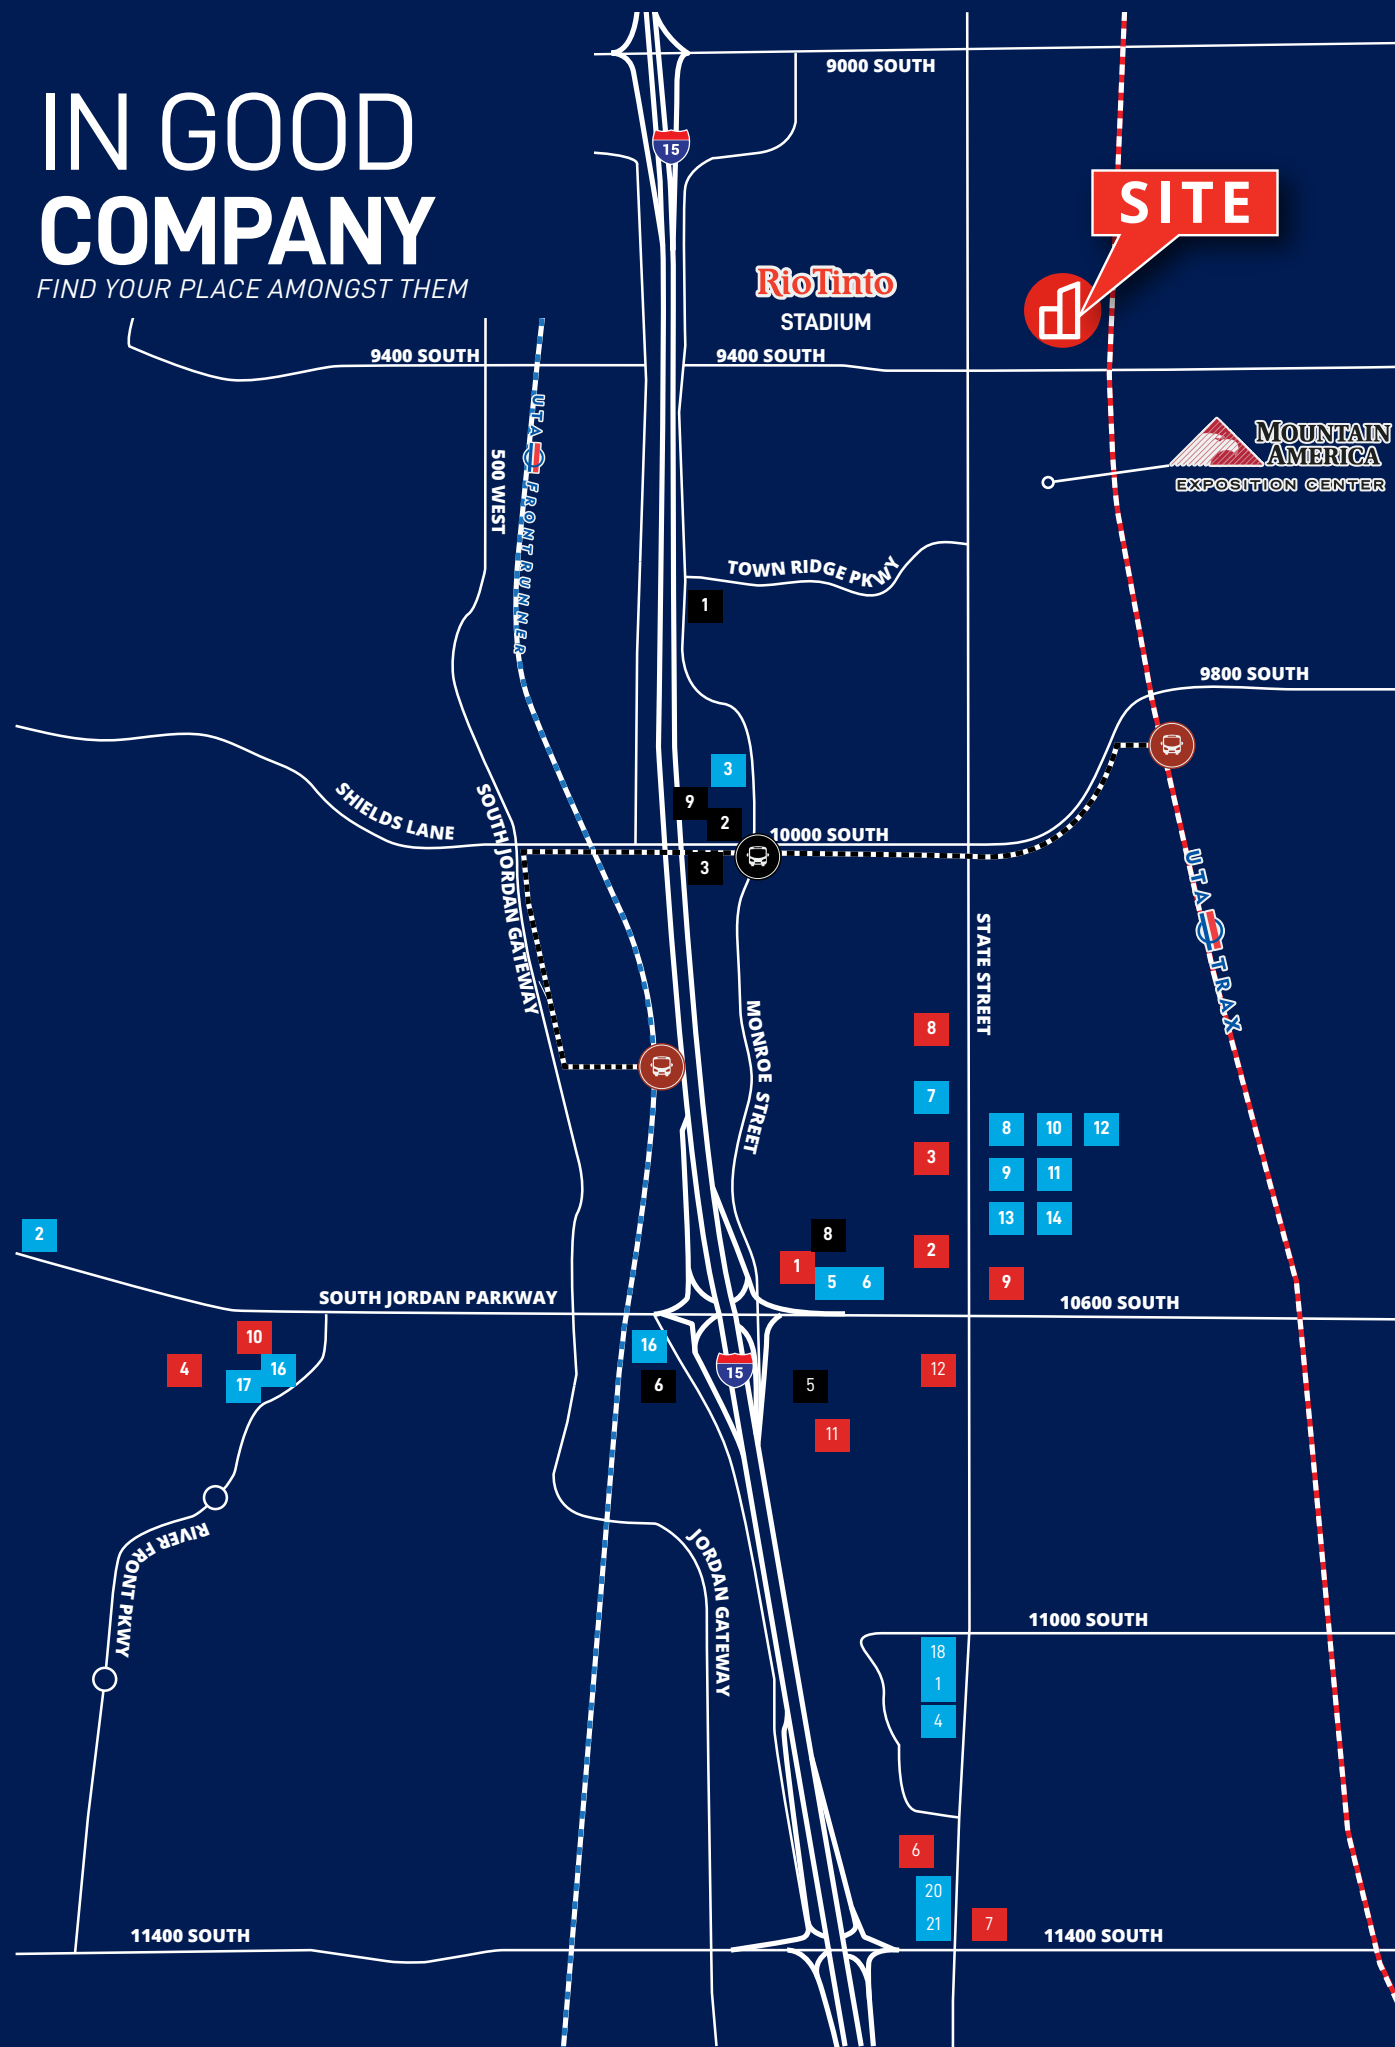 9000 SOUTH
IN GOOD
COMPANY
FIND YOUR PLACE AMONGST THEM
15
SITE
RioTinto
STADIUM
9400 SOUTH
9400 SOUTH
UTA
FRONTRUNNER
500 WEST
MOUNTAIN
AMERICA
EXPOSITION CENTER
TOWN RIDGE PKWY
1
9800 SOUTH
3
9
2
SHIELDS LANE
SOUTH JORDAN GATEWAY
10000 SOUTH
3
UTA
TRAX
STATE STREET
MONROE STREET
8
7
8
10
12
3
9
11
13
14
2
8
2
1
5
6
9
SOUTH JORDAN PARKWAY
10600 SOUTH
10
16
4
16
17
15
12
6
5
11
RIVER FRONT PKWY
JORDAN GATEWAY
11000 SOUTH
18
1
4
6
20
21
7
11400 SOUTH
11400 SOUTH